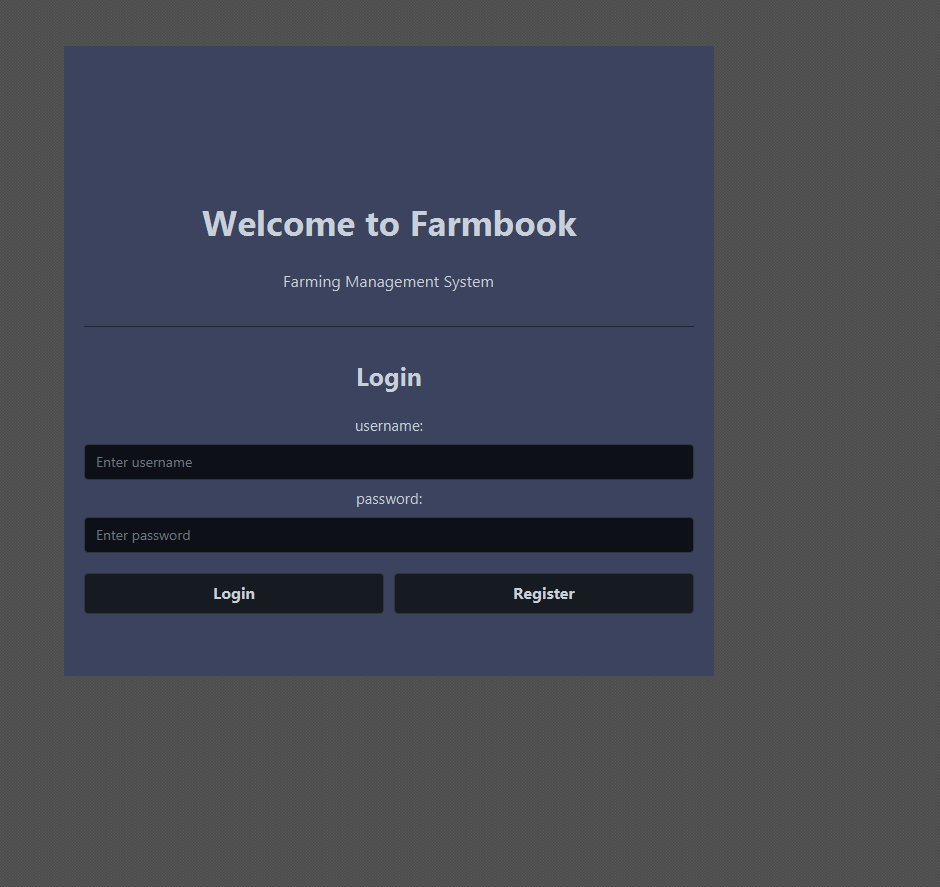 Welcome to Farmbook
Farming Management System
Login
username:
Enter username
password:
Enter password
Login Register